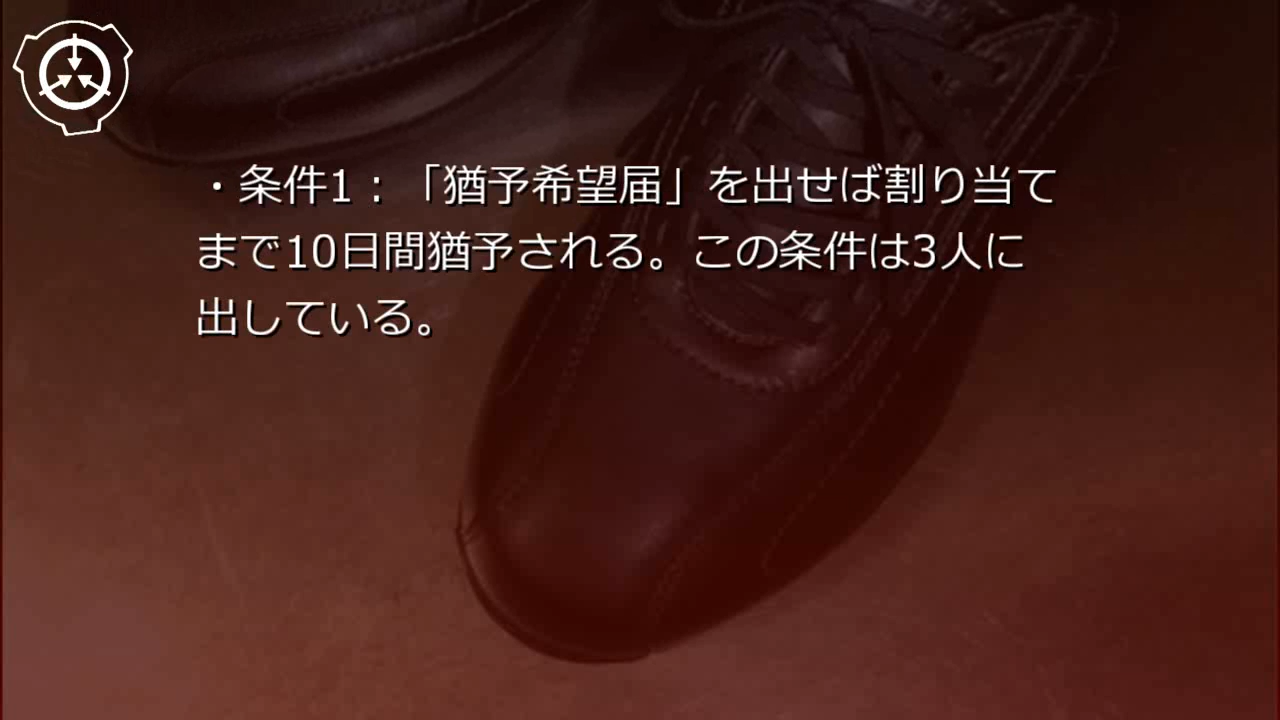 ・条件1：「猶予希望届」を出せば割り当て
まで10日間猶予される。この条件は3人に
出している。